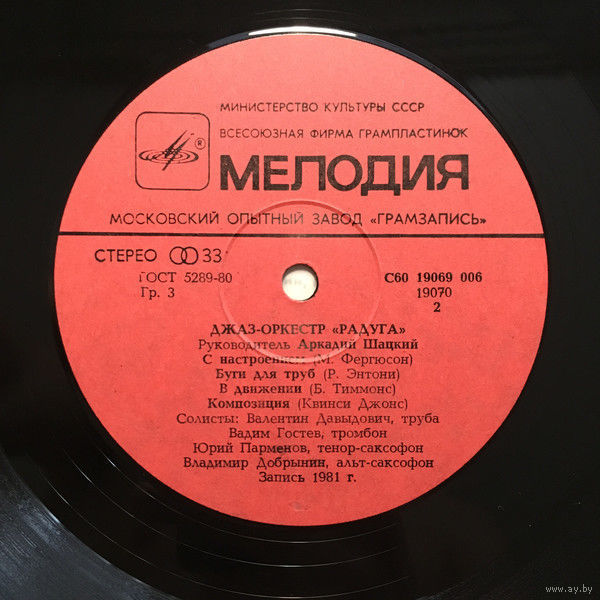 МИНИСТЕРСТВО КУЛЬТУРЫ СССР
ВСЕСОЮЗНАЯ ФИРМА ГРАМПЛАСТИНОК
®
МЕЛОДИЯ
МОСКОВСКИЙ ОПЫТНЫЙ ЗАВОД «ГРАМЗАПИСЬ»
СТЕРЕО 33
ГОСТ 5289-80
Гр. 3
С60 19069 006
19070
2
ДЖАЗ-ОРКЕСТР «РАДУГА»
Руководитель Аркадий Шацкий
С настроением (М. Фергюсон)
Буги для труб (Р. Энтони)
В движении (Б. Тиммонс)
Композиция (Квинси Джонс)
Солисты: Валентин Давыдович, труба
Вадим Гостев, тромбон
Юрий Парменов, тенор-саксофон
Владимир Добрынин, альт-саксофон
Запись 1981 г.
www.ay.by